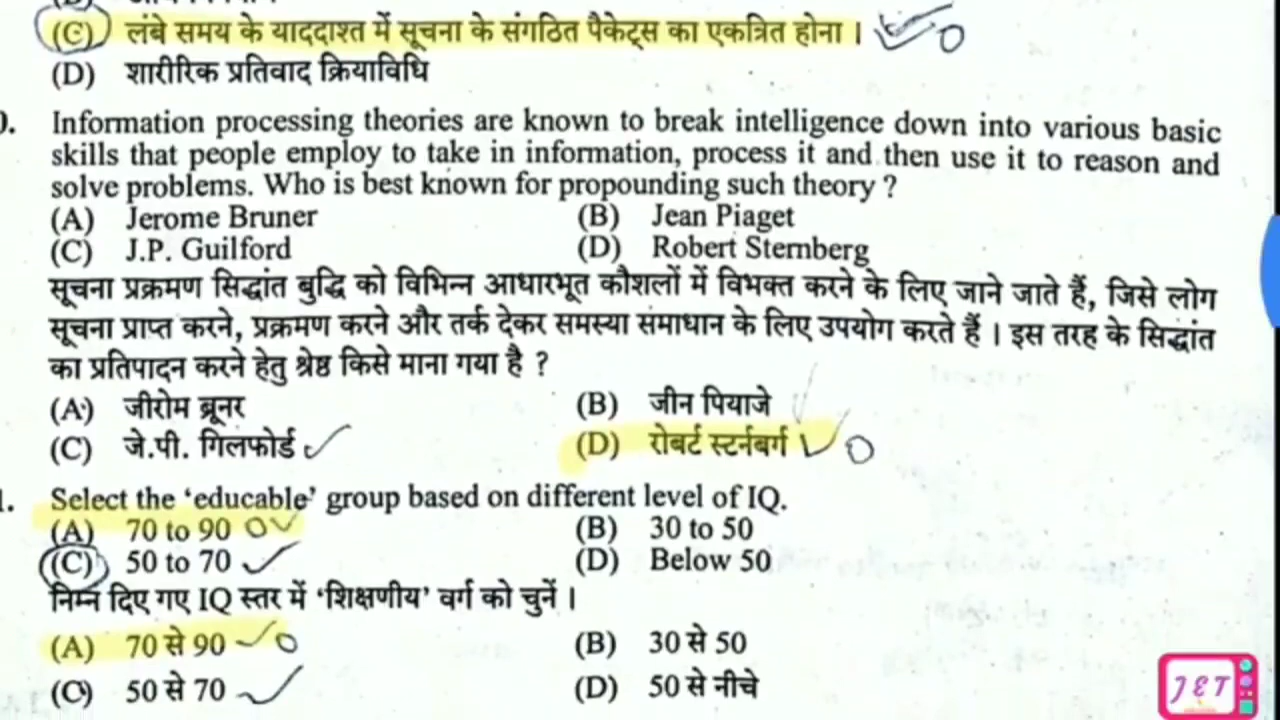 (C) लंबे समय के याददाश्त में सूचना के संगठित पैकेट्स का एकत्रित होना ।
(D) शारीरिक प्रतिवाद क्रियाविधि
0. Information processing theories are known to break intelligence down into various basic
skills that people employ to take in information, process it and then use it to reason and
solve problems. Who is best known for propounding such theory ?
(A) Jerome Bruner (B) Jean Piaget
(C) J.P. Guilford (D) Robert Sternberg
सूचना प्रक्रमण सिद्धांत बुद्धि को विभिन्न आधारभूत कौशलों में विभक्त करने के लिए जाने जाते हैं, जिसे लोग
सूचना प्राप्त करने, प्रक्रमण करने और तर्क देकर समस्या समाधान के लिए उपयोग करते हैं । इस तरह के सिद्धांत
का प्रतिपादन करने हेतु श्रेष्ठ किसे माना गया है ?
(A) जीरोम ब्रूनर (B) जीन पियाजे
(C) जे.पी. गिलफोर्ड (D) रोबर्ट स्टर्नबर्ग
1. Select the ‘educable’ group based on different level of IQ.
(A) 70 to 90 (B) 30 to 50
(C) 50 to 70 (D) Below 50
निम्न दिए गए IQ स्तर में ‘शिक्षणीय’ वर्ग को चुनें ।
(A) 70 से 90 (B) 30 से 50
(C) 50 से 70 (D) 50 से नीचे
JET